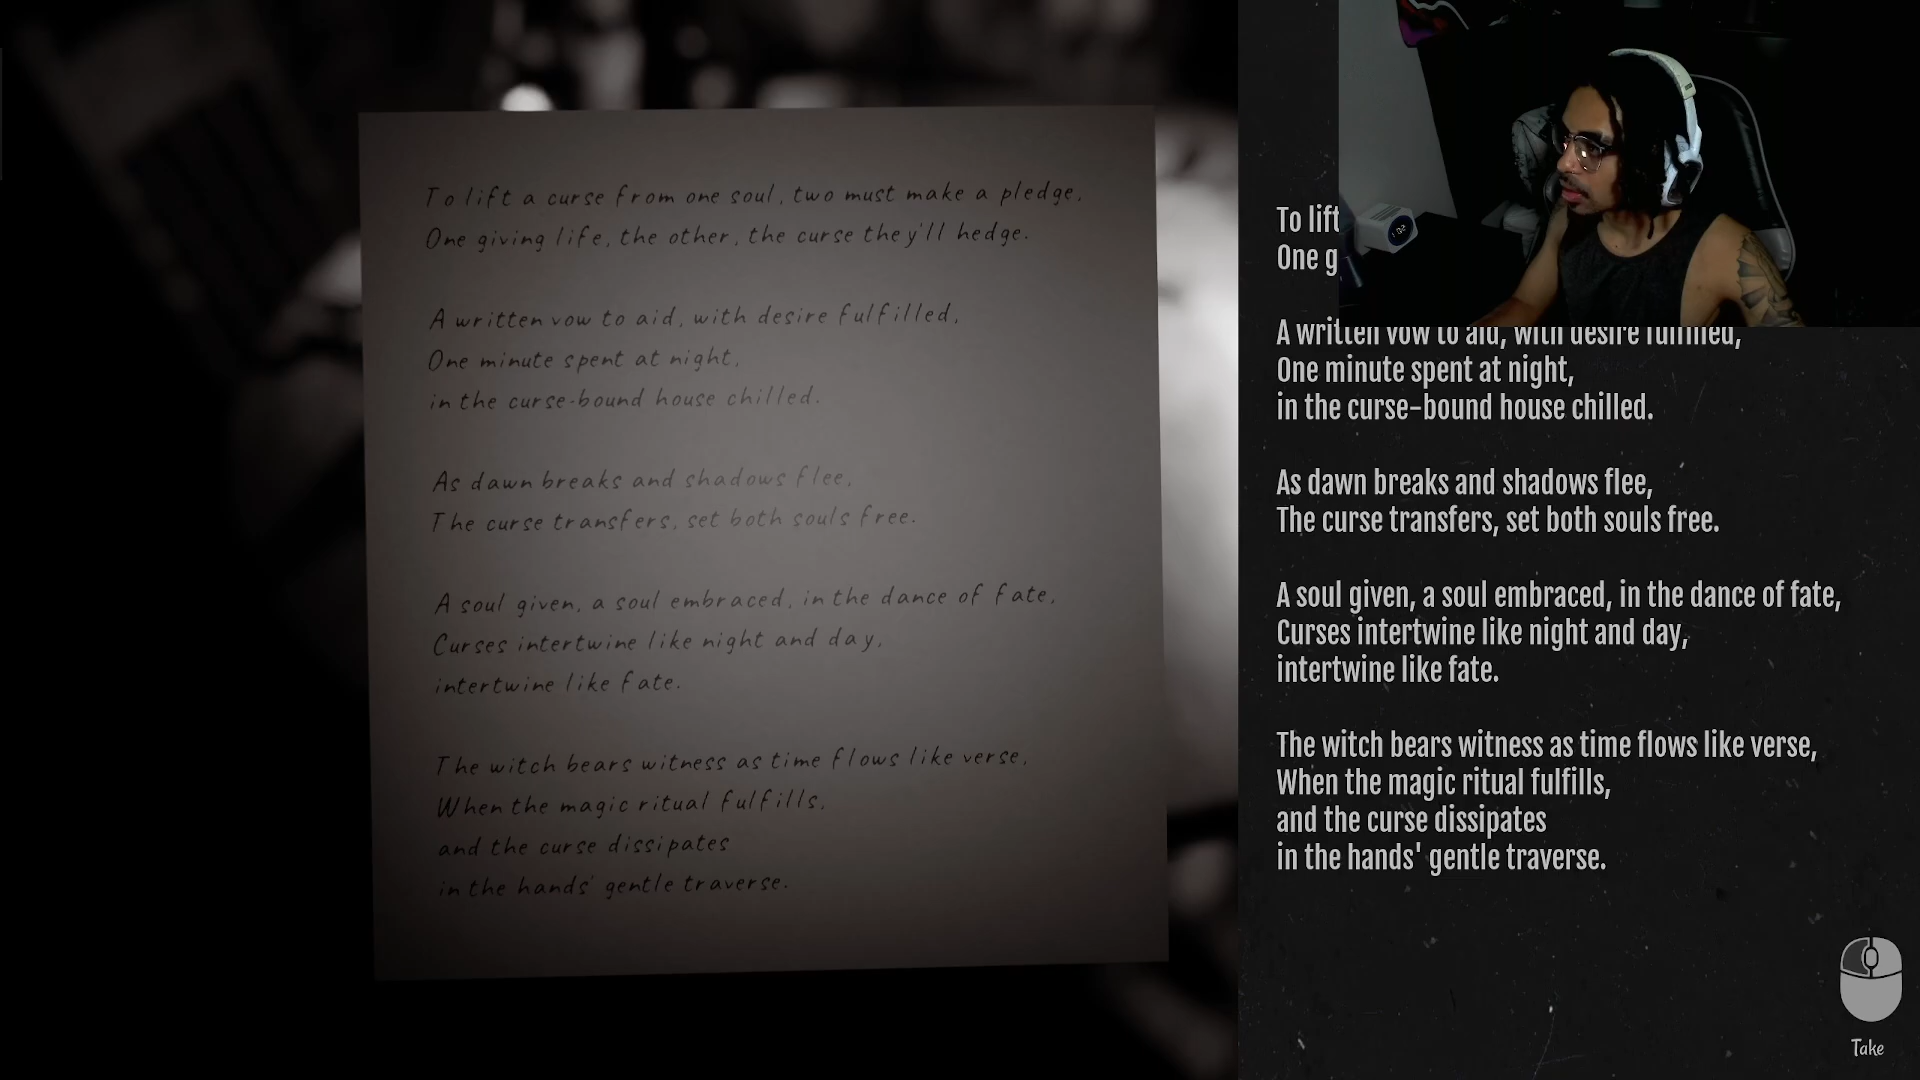 To lift a curse from one soul, two must make a pledge,
One giving life, the other, the curse they'll hedge.
A written vow to aid, with desire fulfilled,
One minute spent at night,
in the curse-bound house chilled.
As dawn breaks and shadows flee,
The curse transfers, set both souls free.
A soul given, a soul embraced, in the dance of fate,
Curses intertwine like night and day,
intertwine like fate.
The witch bears witness as time flows like verse,
When the magic ritual fulfills,
and the curse dissipates
in the hands' gentle traverse.
To lift
One g
A written vow to aid, with desire fulfilled,
One minute spent at night,
in the curse-bound house chilled.
As dawn breaks and shadows flee,
The curse transfers, set both souls free.
A soul given, a soul embraced, in the dance of fate,
Curses intertwine like night and day,
intertwine like fate.
The witch bears witness as time flows like verse,
When the magic ritual fulfills,
and the curse dissipates
in the hands' gentle traverse.
Take